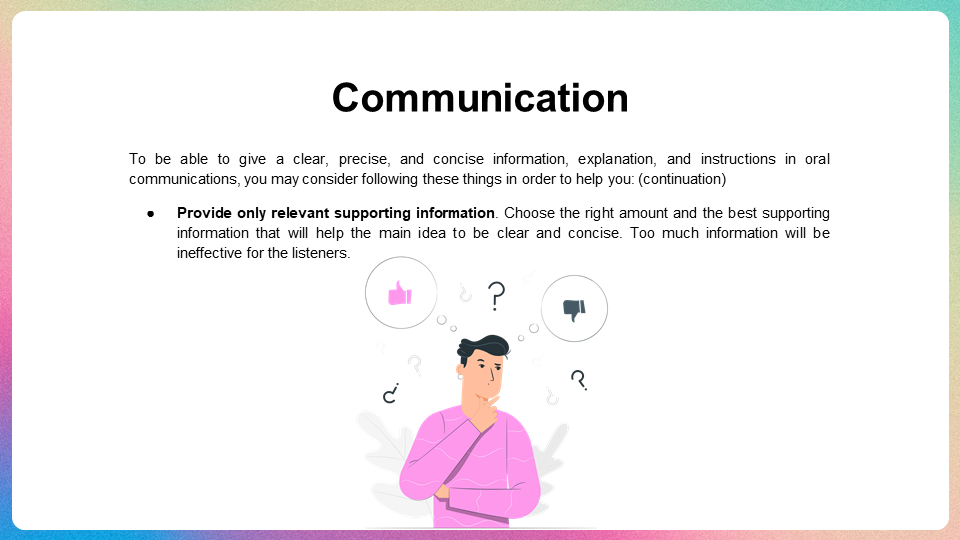 Communication
To be able to give a clear, precise, and concise information, explanation, and instructions in oral
communications, you may consider following these things in order to help you: (continuation)
● Provide only relevant supporting information. Choose the right amount and the best supporting
information that will help the main idea to be clear and concise. Too much information will be
ineffective for the listeners.